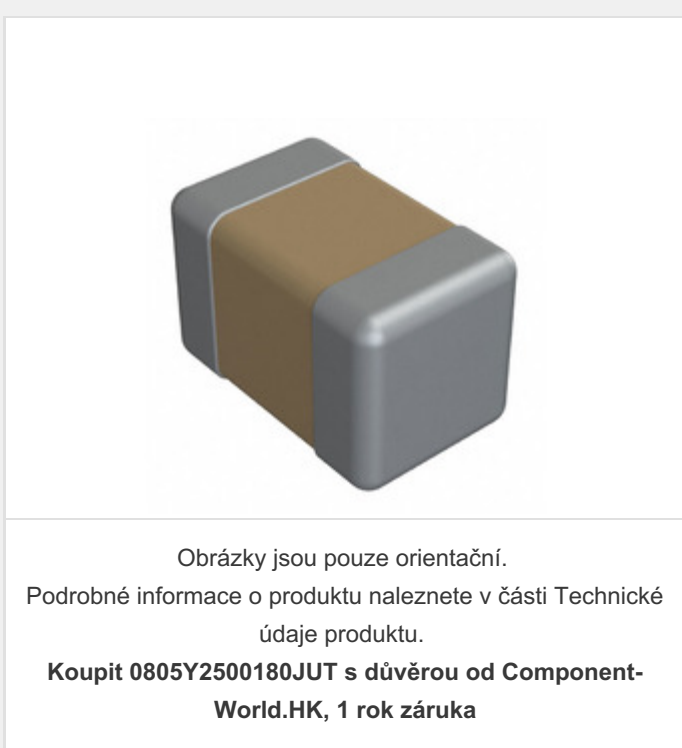 Obrázky jsou pouze orientační.
Podrobné informace o produktu naleznete v části Technické
údaje produktu.
Koupit 0805Y2500180JUT s důvěrou od Component-
World.HK, 1 rok záruka